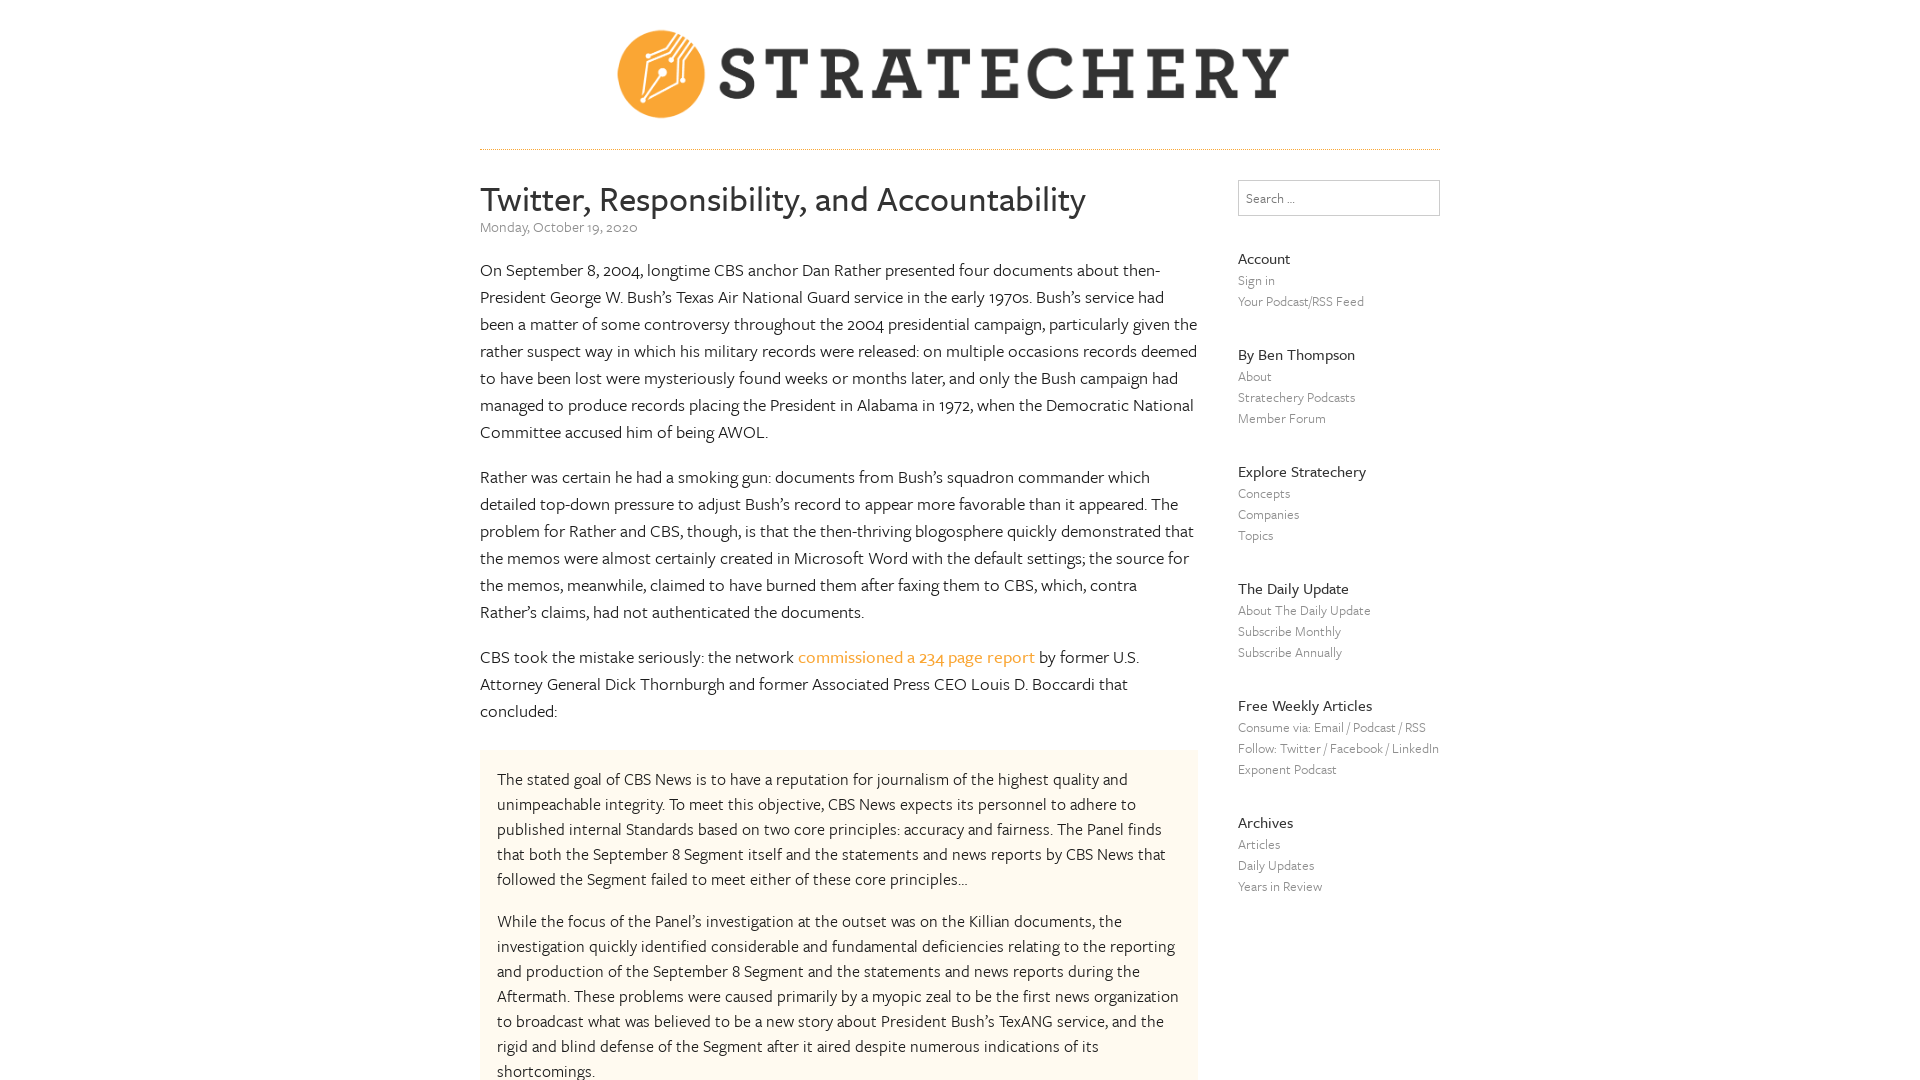 STRATECHERY
Twitter, Responsibility, and Accountability
Monday, October 19, 2020
On September 8, 2004, longtime CBS anchor Dan Rather presented four documents about then-
President George W. Bush’s Texas Air National Guard service in the early 1970s. Bush’s service had
been a matter of some controversy throughout the 2004 presidential campaign, particularly given the
rather suspect way in which his military records were released: on multiple occasions records deemed
to have been lost were mysteriously found weeks or months later, and only the Bush campaign had
managed to produce records placing the President in Alabama in 1972, when the Democratic National
Committee accused him of being AWOL.
Rather was certain he had a smoking gun: documents from Bush’s squadron commander which
detailed top-down pressure to adjust Bush’s record to appear more favorable than it appeared. The
problem for Rather and CBS, though, is that the then-thriving blogosphere quickly demonstrated that
the memos were almost certainly created in Microsoft Word with the default settings; the source for
the memos, meanwhile, claimed to have burned them after faxing them to CBS, which, contra
Rather’s claims, had not authenticated the documents.
CBS took the mistake seriously: the network commissioned a 234 page report by former U.S.
Attorney General Dick Thornburgh and former Associated Press CEO Louis D. Boccardi that
concluded:
The stated goal of CBS News is to have a reputation for journalism of the highest quality and
unimpeachable integrity. To meet this objective, CBS News expects its personnel to adhere to
published internal Standards based on two core principles: accuracy and fairness. The Panel finds
that both the September 8 Segment itself and the statements and news reports by CBS News that
followed the Segment failed to meet either of these core principles…
While the focus of the Panel’s investigation at the outset was on the Killian documents, the
investigation quickly identified considerable and fundamental deficiencies relating to the reporting
and production of the September 8 Segment and the statements and news reports during the
Aftermath. These problems were caused primarily by a myopic zeal to be the first news organization
to broadcast what was believed to be a new story about President Bush’s TexANG service, and the
rigid and blind defense of the Segment after it aired despite numerous indications of its
shortcomings.
Search …
Account
Sign in
Your Podcast/RSS Feed
By Ben Thompson
About
Stratechery Podcasts
Member Forum
Explore Stratechery
Concepts
Companies
Topics
The Daily Update
About The Daily Update
Subscribe Monthly
Subscribe Annually
Free Weekly Articles
Consume via: Email / Podcast / RSS
Follow: Twitter / Facebook / LinkedIn
Exponent Podcast
Archives
Articles
Daily Updates
Years in Review